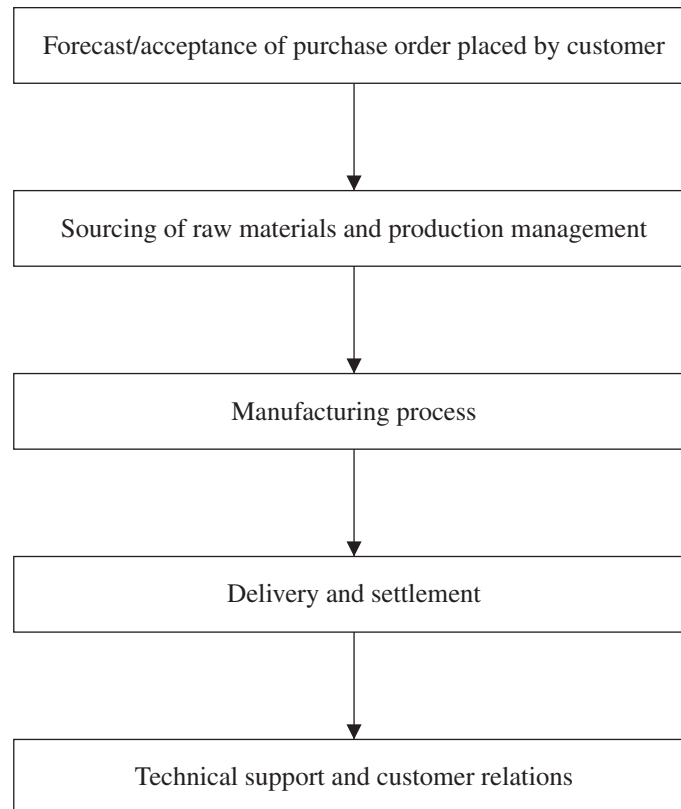 Forecast/acceptance of purchase order placed by customer
Sourcing of raw materials and production management
Manufacturing process
Delivery and settlement
Technical support and customer relations